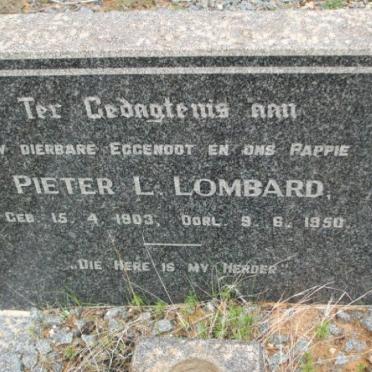 Ter Gedagtenis aan
DIERBARE EGGENOOT EN ONS PAPPIE
PIETER L. LOMBARD,
GEB. 15. 4. 1903, OORL. 9. 6. 1950.
"DIE HERE IS MY HERDER"